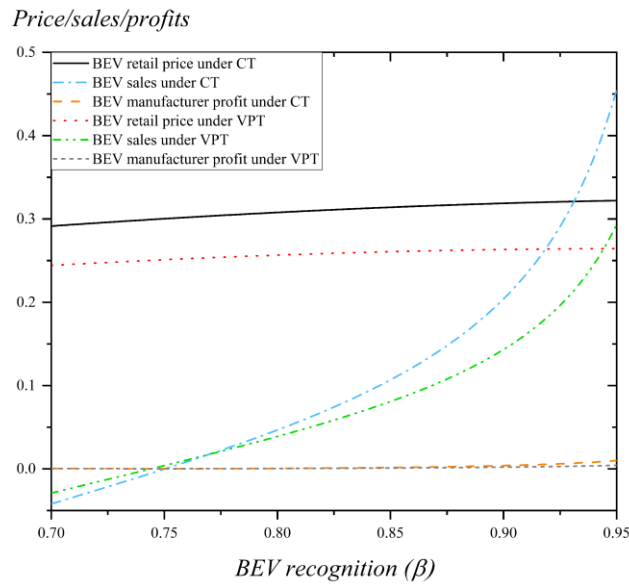 Price/sales/profits
0.5
BEV retail price under CT
BEV sales under CT
BEV manufacturer profit under CT
BEV retail price under VPT
BEV sales under VPT
BEV manufacturer profit under VPT
0.4
0.3
0.2
0.1
0.0
0.70 0.75 0.80 0.85 0.90 0.95
BEV recognition (β)